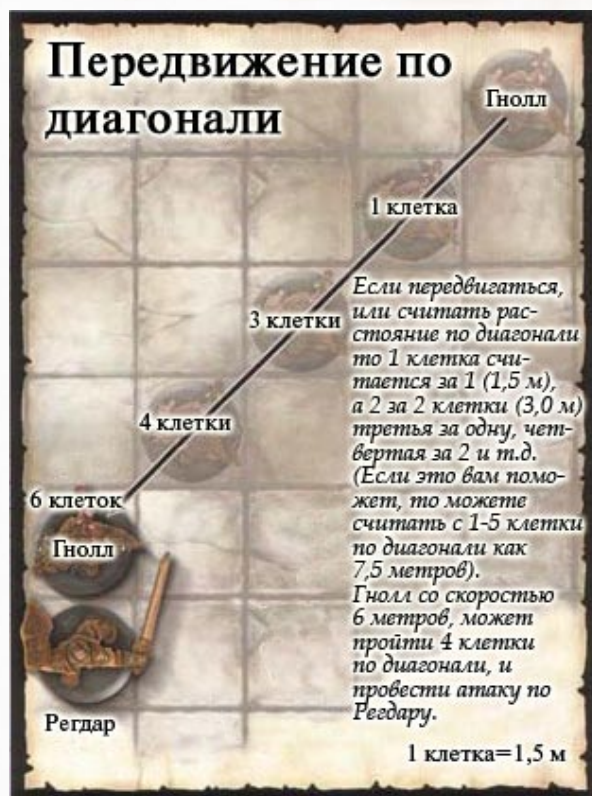 Передвижение по
диагонали
Гнолл
1 клетка
3 клетки
4 клетки
6 клеток
Гнолл
Регдар
Если передвигаться,
или считать рас-
стояние по диагонали
то 1 клетка счи-
тается за 1 (1,5 м),
а 2 за 2 клетки (3,0 м)
третья за одну, чет-
вертая за 2 и т.д.
(Если это вам помо-
жет, то можете
считать с 1-5 клетки
по диагонали как
7,5 метров).
Гнолл со скоростью
6 метров, может
пройти 4 клетки
по диагонали, и
провести атаку по
Регдару.
1 клетка=1,5 м